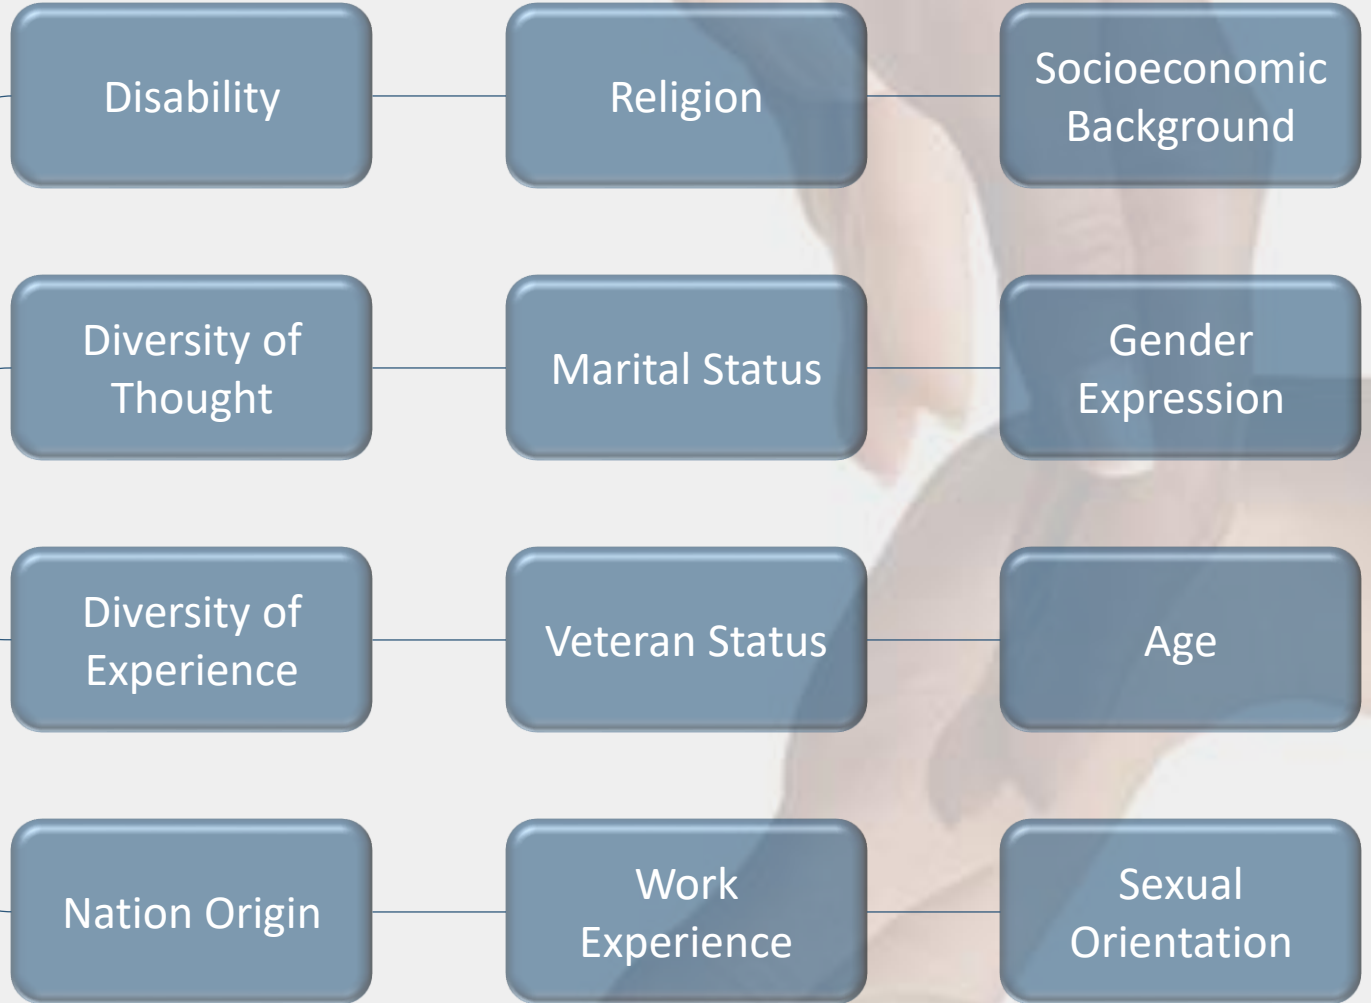 Disability
Religion
Socioeconomic
Background
Diversity of
Thought
Marital Status
Gender
Expression
Diversity of
Experience
Veteran Status
Age
Nation Origin
Work
Experience
Sexual
Orientation